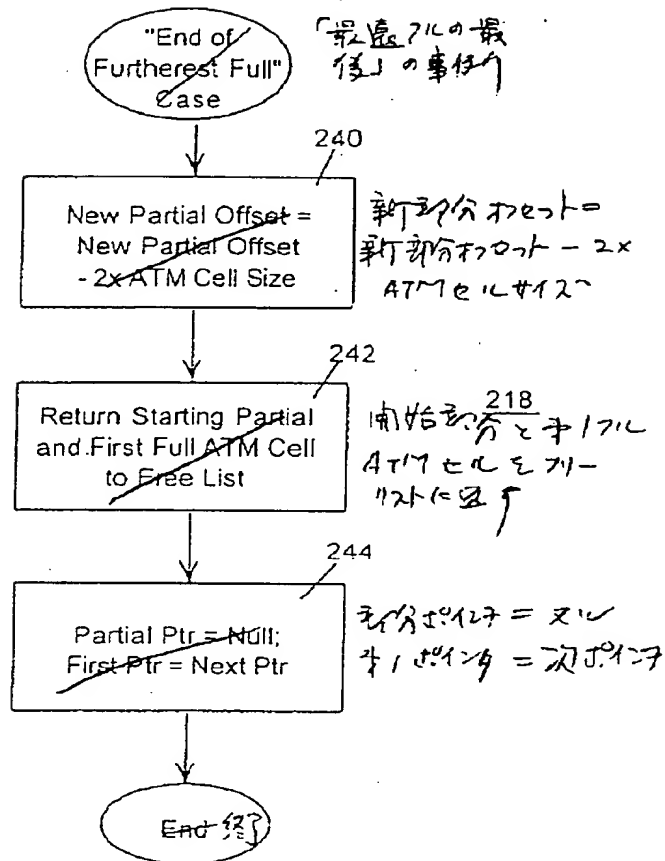 "End of
Furtherest Full"
Case
「最遠フルの最
後」の事件
240
New Partial Offset =
New Partial Offset
- 2x ATM Cell Size
新部分オフセット=
新部分オフセット - 2x
ATMセルサイズ
242
Return Starting Partial
and First Full ATM Cell
to Free List
218
開始部分と第1フル
ATMセルをフリー
リストに返す
244
Partial Ptr = Null;
First Ptr = Next Ptr
部分ポインタ = ヌル
第1ポインタ = 次ポインタ
End 終了